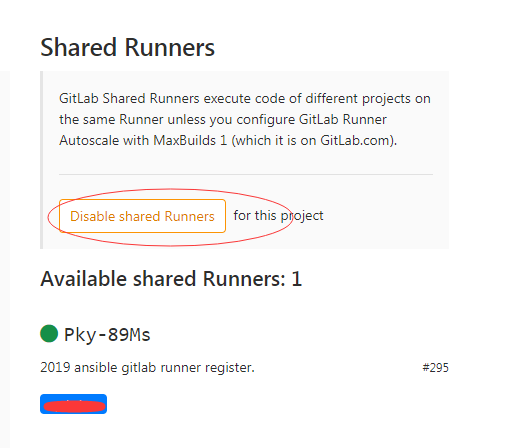 Shared Runners
GitLab Shared Runners execute code of different projects on
the same Runner unless you configure GitLab Runner
Autoscale with MaxBuilds 1 (which it is on GitLab.com).
Disable shared Runners for this project
Available shared Runners: 1
Pky-89Ms
2019 ansible gitlab runner register. #295